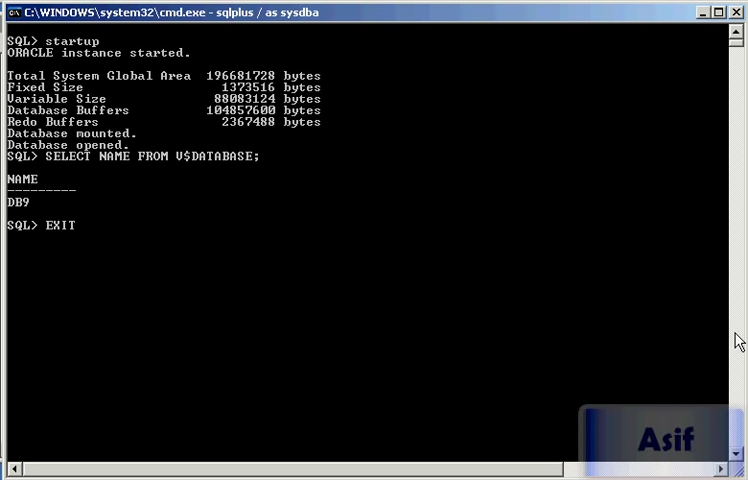 C:\WINDOWS\system32\cmd.exe - sqlplus / as sysdba
SQL> startup
ORACLE instance started.
Total System Global Area  196681728 bytes
Fixed Size                  1373516 bytes
Variable Size              88083124 bytes
Database Buffers          104857600 bytes
Redo Buffers                2367488 bytes
Database mounted.
Database opened.
SQL> SELECT NAME FROM V$DATABASE;
NAME
---------
DB9
SQL> EXIT
Asif